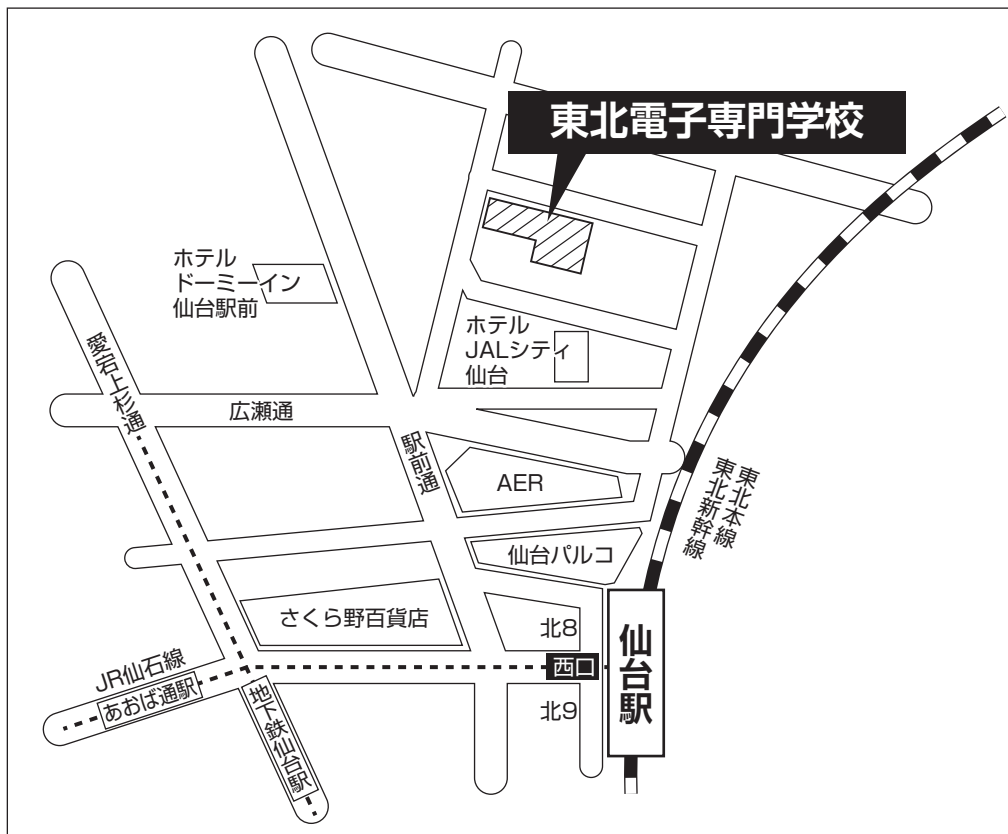 東北電子専門学校
ホテル
ドーミーイン
仙台駅前
愛宕上杉通
ホテル
JALシティ
仙台
広瀬通
駅前通
AER
東北本線
東北新幹線
仙台パルコ
さくら野百貨店
北8
仙台駅
西口
JR仙石線
あおば通駅
地下鉄仙台駅
北9